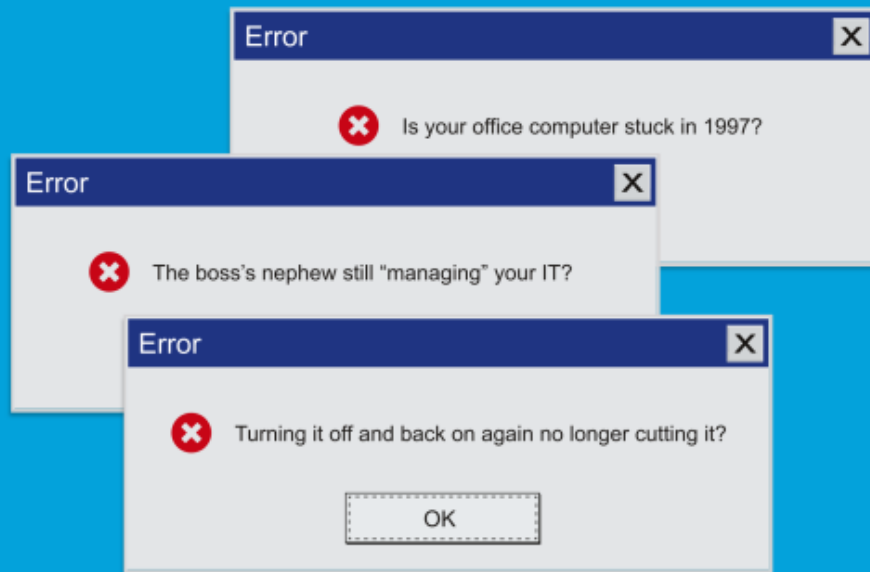 Error
Is your office computer stuck in 1997?
Error
The boss’s nephew still “managing” your IT?
Error
Turning it off and back on again no longer cutting it?
OK